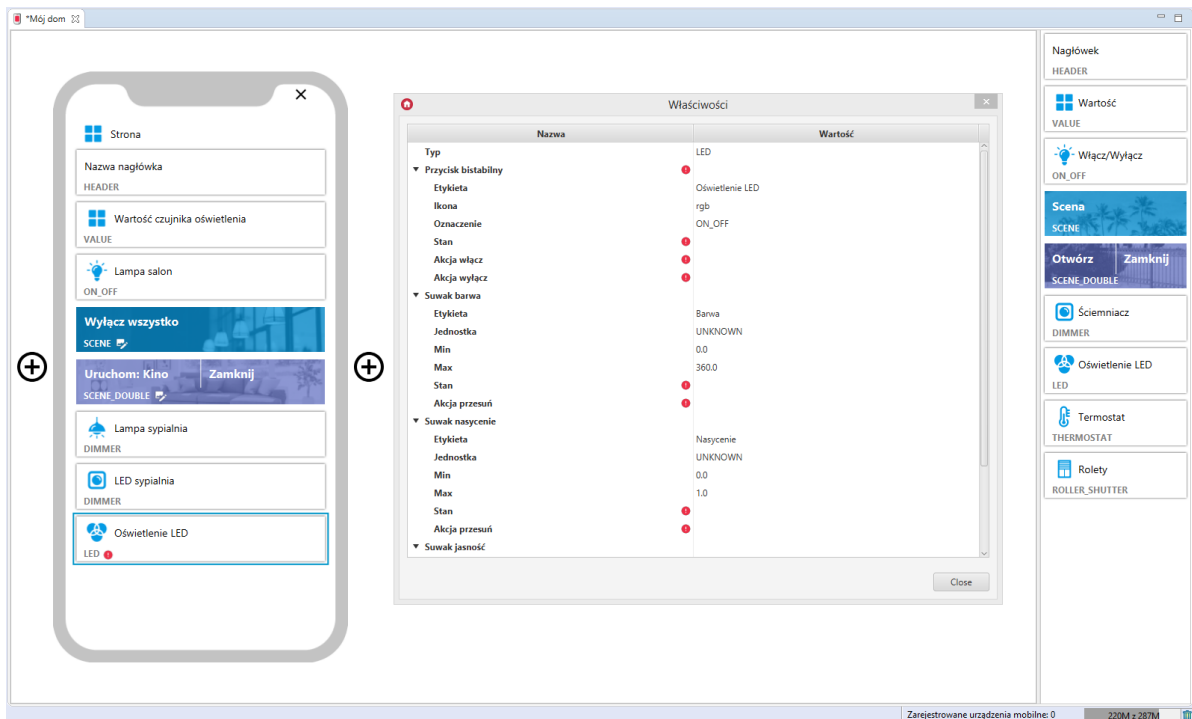 *Mój dom
Strona
Nazwa nagłówka
HEADER
Wartość czujnika oświetlenia
VALUE
Lampa salon
ON_OFF
Wyłącz wszystko
SCENE
Uruchom: Kino Zamknij
SCENE_DOUBLE
Lampa sypialnia
DIMMER
LED sypialnia
DIMMER
Oświetlenie LED
LED
Właściwości
Nazwa Wartość
Typ LED
Przycisk bistabilny
Etykieta Oświetlenie LED
Ikona rgb
Oznaczenie ON_OFF
Stan
Akcja włącz
Akcja wyłącz
Suwak barwa
Etykieta Barwa
Jednostka UNKNOWN
Min 0.0
Max 360.0
Stan
Akcja przesuń
Suwak nasycenie
Etykieta Nasycenie
Jednostka UNKNOWN
Min 0.0
Max 1.0
Stan
Akcja przesuń
Suwak jasność
Close
Nagłówek
HEADER
Wartość
VALUE
Włącz/Wyłącz
ON_OFF
Scena
SCENE
Otwórz Zamknij
SCENE_DOUBLE
Ściemniacz
DIMMER
Oświetlenie LED
LED
Termostat
THERMOSTAT
Rolety
ROLLER_SHUTTER
Zarejestrowane urządzenia mobilne: 0 220M z 287M